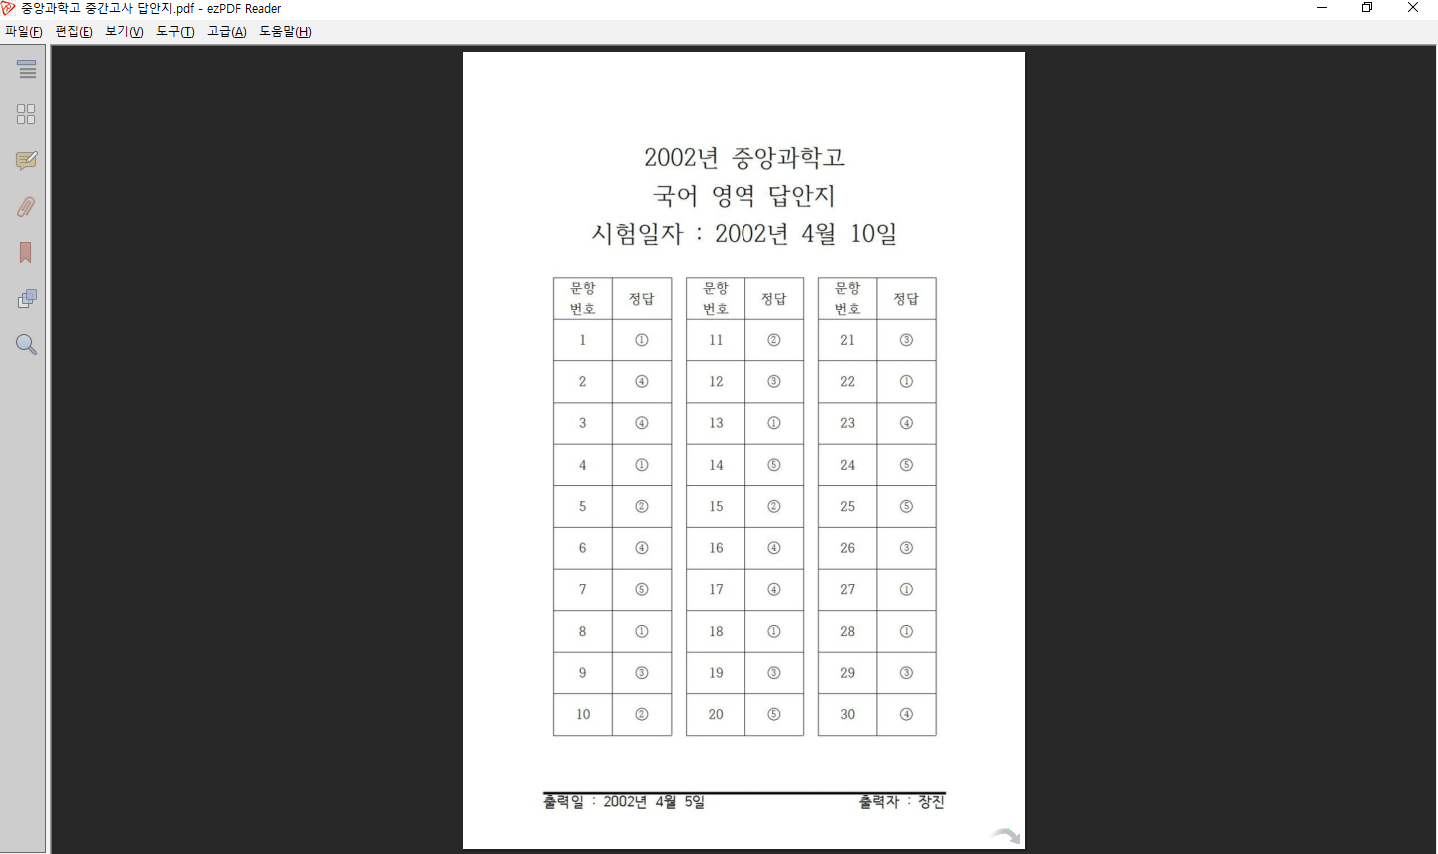 중앙과학고 중간고사 답안지.pdf - ezPDF Reader
파일(F) 편집(E) 보기(V) 도구(T) 고급(A) 도움말(H)
2002년 중앙과학고
국어 영역 답안지
시험일자 : 2002년 4월 10일
문항 번호 정답 문항 번호 정답 문항 번호 정답
1 ① 11 ② 21 ③
2 ④ 12 ③ 22 ①
3 ④ 13 ① 23 ④
4 ① 14 ⑤ 24 ⑤
5 ② 15 ② 25 ⑤
6 ④ 16 ④ 26 ③
7 ⑤ 17 ④ 27 ①
8 ① 18 ① 28 ①
9 ③ 19 ③ 29 ③
10 ② 20 ⑤ 30 ④
출력일 : 2002년 4월 5일 출력자 : 장진